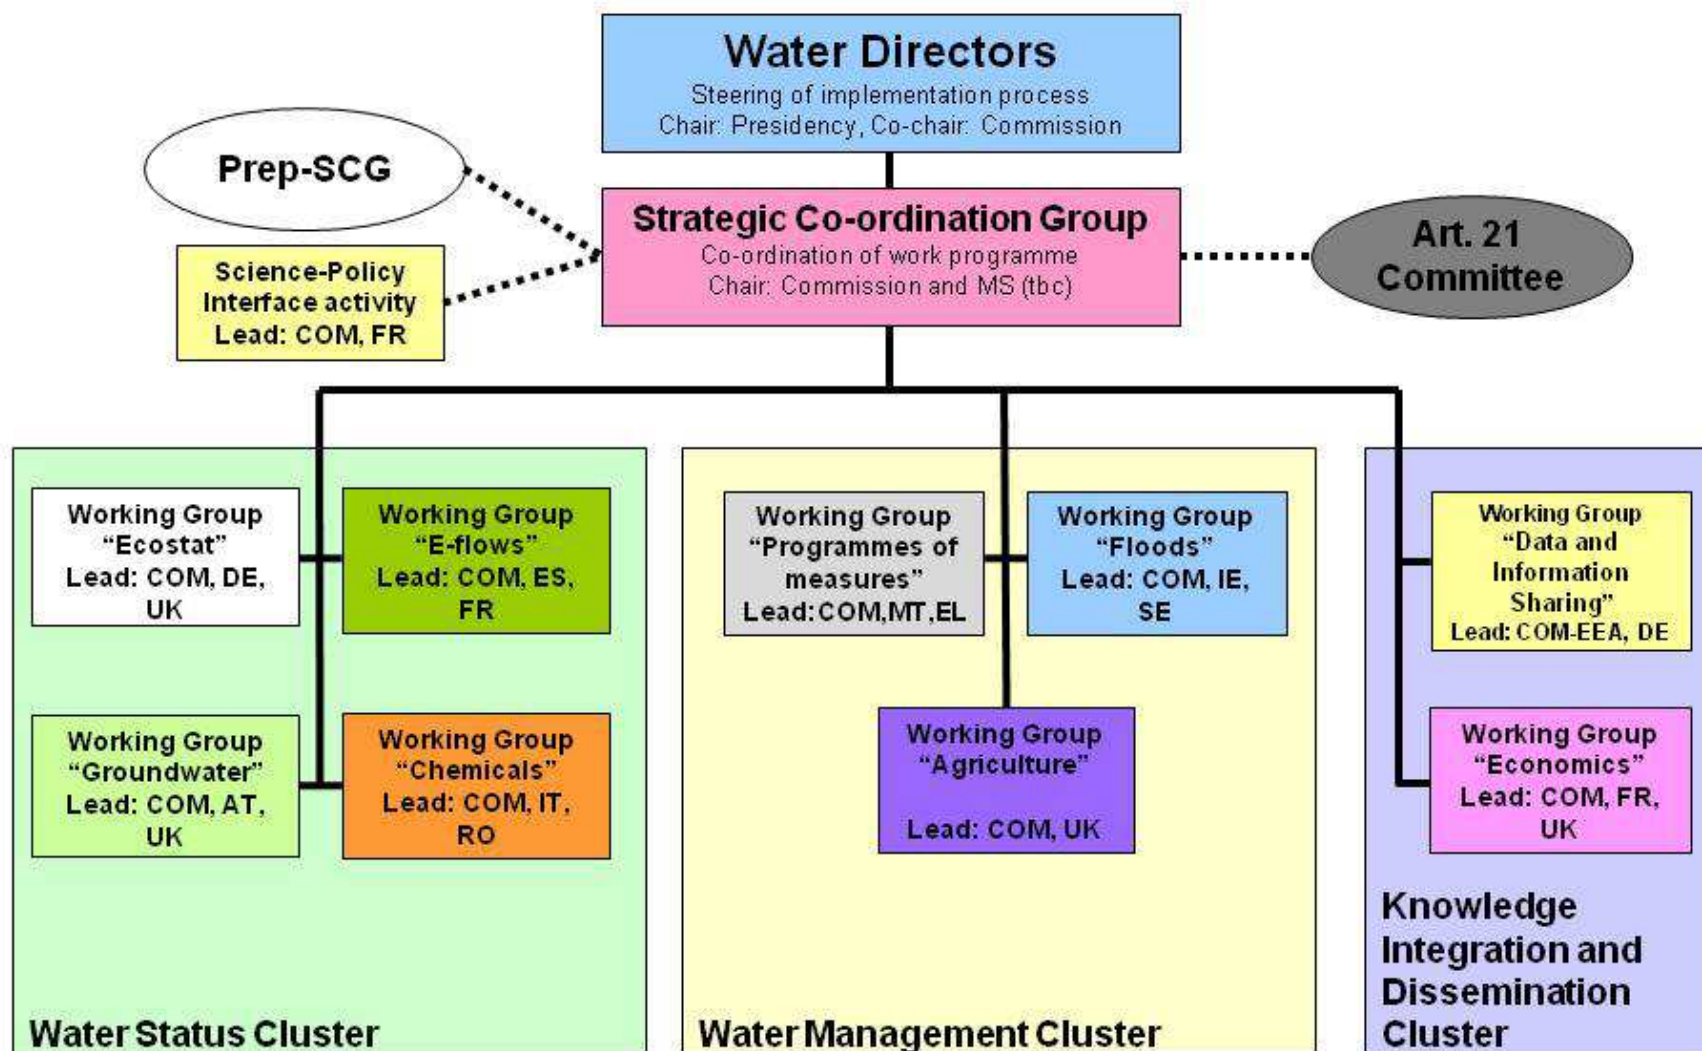 Water Directors
Steering of implementation process
Chair: Presidency, Co-chair: Commission
Prep-SCG
Strategic Co-ordination Group
Co-ordination of work programme
Chair: Commission and MS (tbc)
Art. 21
Committee
Science-Policy
Interface activity
Lead: COM, FR
Working Group
“Ecostat”
Lead: COM, DE,
UK
Working Group
“E-flows”
Lead: COM, ES,
FR
Working Group
“Groundwater”
Lead: COM, AT,
UK
Working Group
“Chemicals”
Lead: COM, IT,
RO
Water Status Cluster
Working Group
“Programmes of
measures”
Lead:COM,MT,EL
Working Group
“Floods”
Lead: COM, IE,
SE
Working Group
“Agriculture”
Lead: COM, UK
Water Management Cluster
Working Group
“Data and
Information
Sharing”
Lead: COM-EEA, DE
Working Group
“Economics”
Lead: COM, FR,
UK
Knowledge
Integration and
Dissemination
Cluster